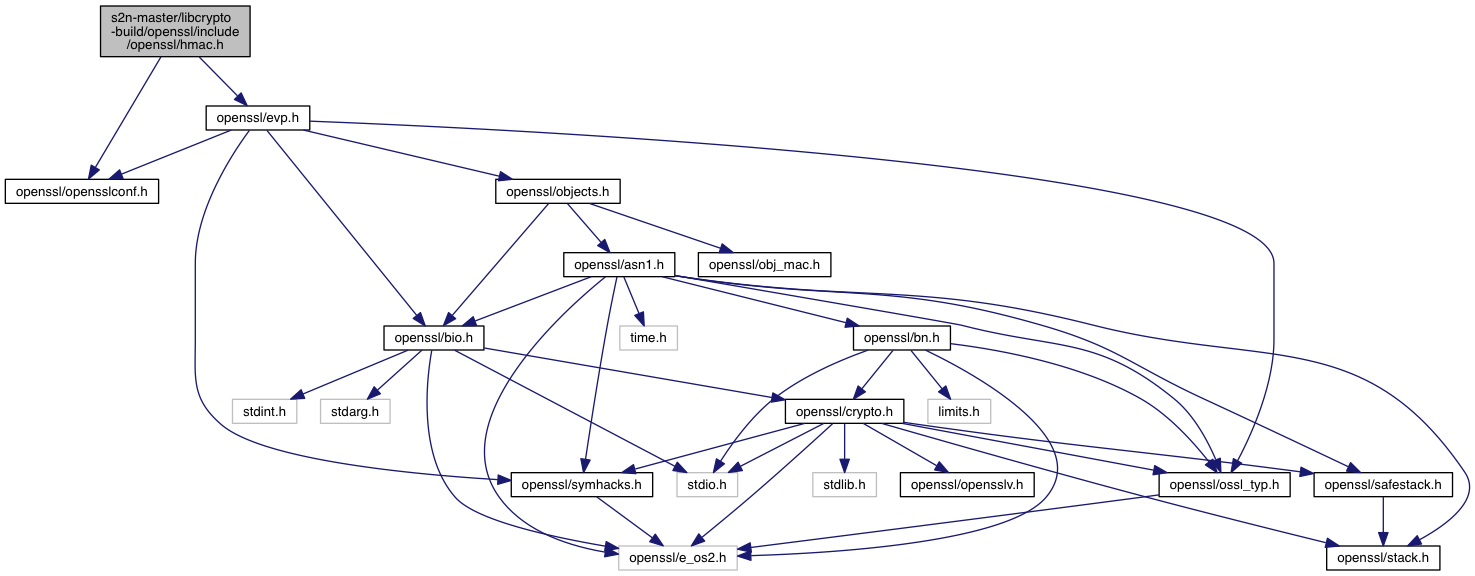 s2n-master/libcrypto
-build/openssl/include
/openssl/hmac.h
openssl/evp.h
openssl/opensslconf.h
openssl/objects.h
openssl/asn1.h
openssl/obj_mac.h
openssl/bio.h
time.h
openssl/bn.h
stdint.h
stdarg.h
openssl/crypto.h
limits.h
openssl/symhacks.h
stdio.h
stdlib.h
openssl/opensslv.h
openssl/ossl_typ.h
openssl/safestack.h
openssl/e_os2.h
openssl/stack.h